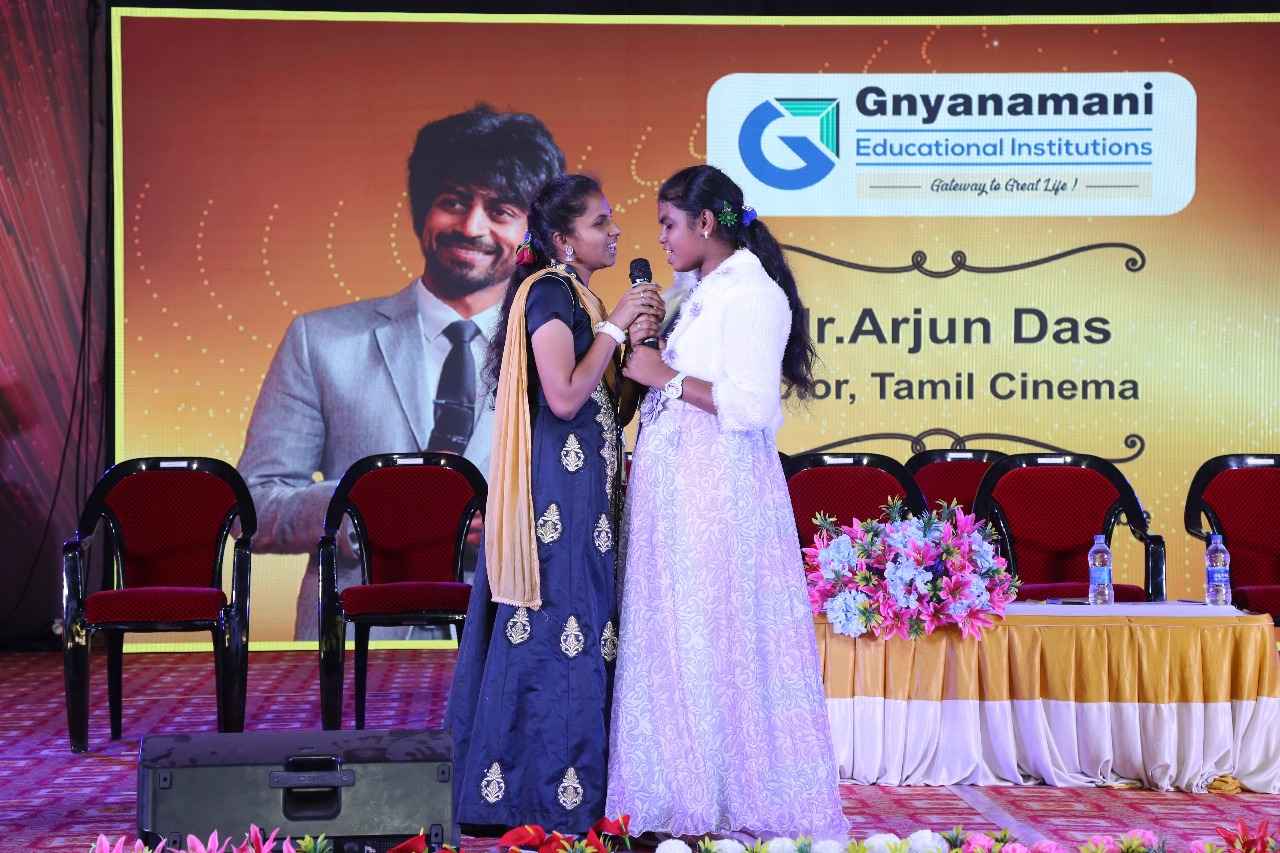 Gnyanamani
Educational Institutions
Gateway to Great Life !
r.Arjun Das
or, Tamil Cinema